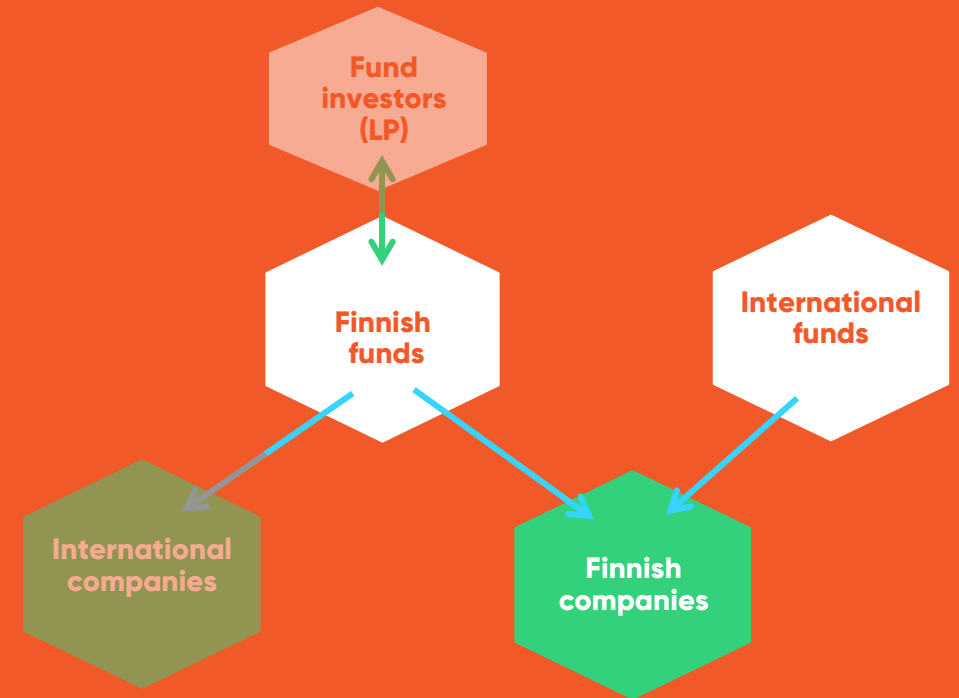 Fund
investors
(LP)
Finnish
funds
International
funds
International
companies
Finnish
companies